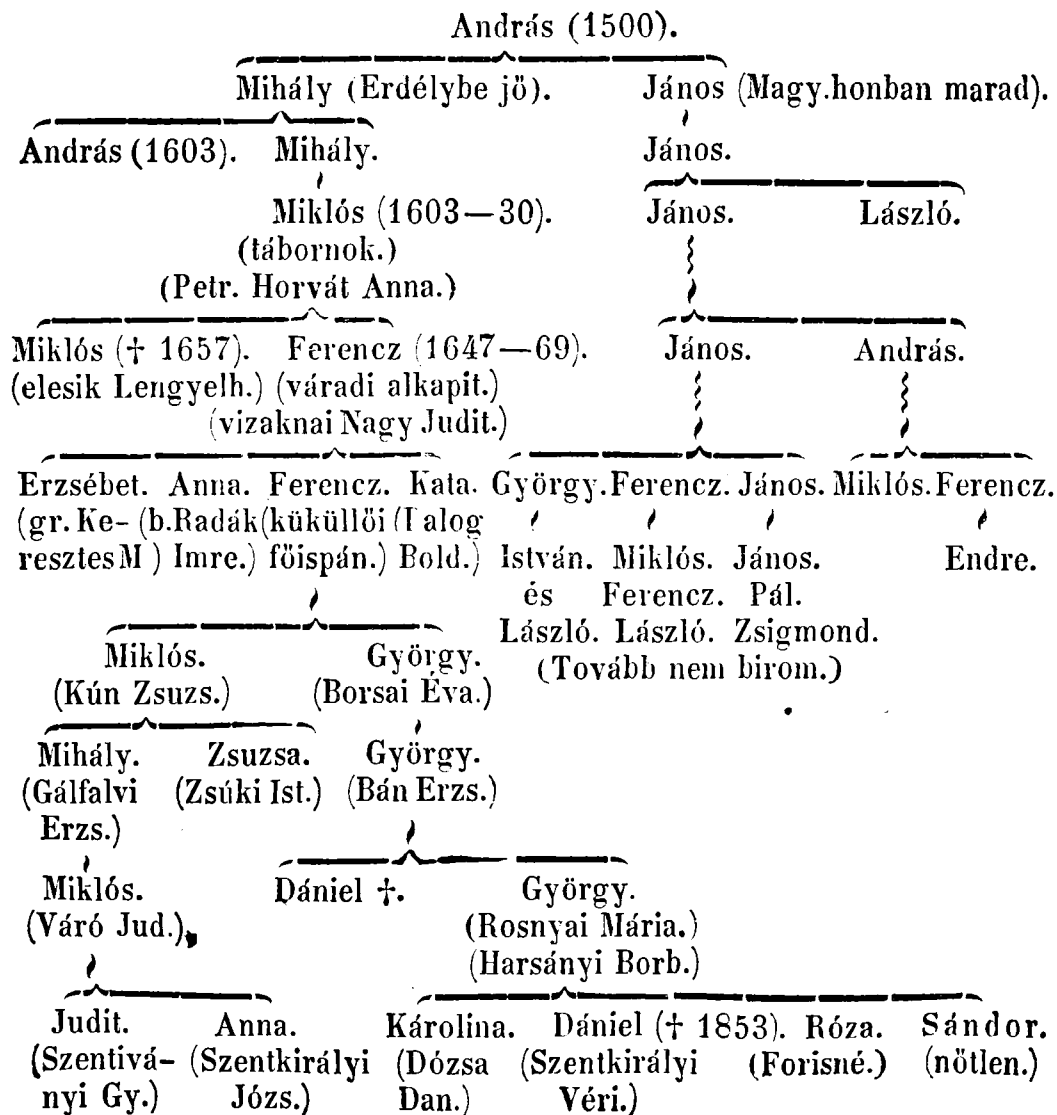 András (1500).
Mihály (Erdélybe jő). János (Magy.honban marad).
András (1603). Mihály. János.
Miklós (1603—30). János. László.
(tábornok.)
(Petr. Horvát Anna.)
Miklós († 1657). Ferencz (1647—69). János. András.
(elesik Lengyelh.) (váradi alkapit.)
(vizaknai Nagy Judit.)
Erzsébet. Anna. Ferencz. Kata. György. Ferencz. János. Miklós. Ferencz.
(gr. Ke- (b. Radák (küküllői alog István. Miklós. János. Endre.
resztes M) Imre.) főispán.) Bold.) és Ferencz. Pál.
László. László. Zsigmond.
Miklós. György. (Tovább nem birom.)
(Kún Zsuzs.) (Borsai Éva.)
Mihály. Zsuzsa. György.
(Gálfalvi (Zsúki Ist.) (Bán Erzs.)
Erzs.)
Miklós. Dániel †. György.
(Váró Jud.) (Rosnyai Mária.)
(Harsányi Borb.)
Judit. Anna. Károlina. Dániel († 1853). Róza. Sándor.
(Szentivá- (Szentkirályi (Dózsa (Szentkirályi (Forisné.) (nőtlen.)
nyi Gy.) Józs.) Dan.) Véri.)